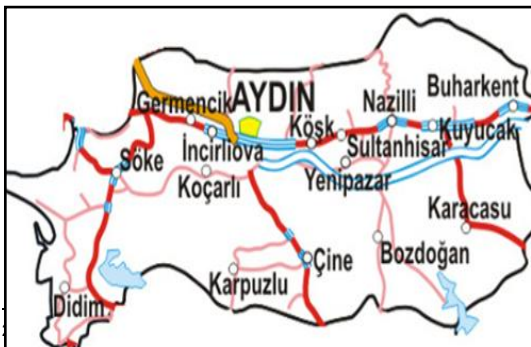 Buharkent
Germencik
AYDIN
Nazilli
Köşk
Kuyucak
İncirliova
Sultanhisar
Söke
Koçarlı
Yenipazar
Karacasu
Çine
Bozdoğan
Karpuzlu
Didim